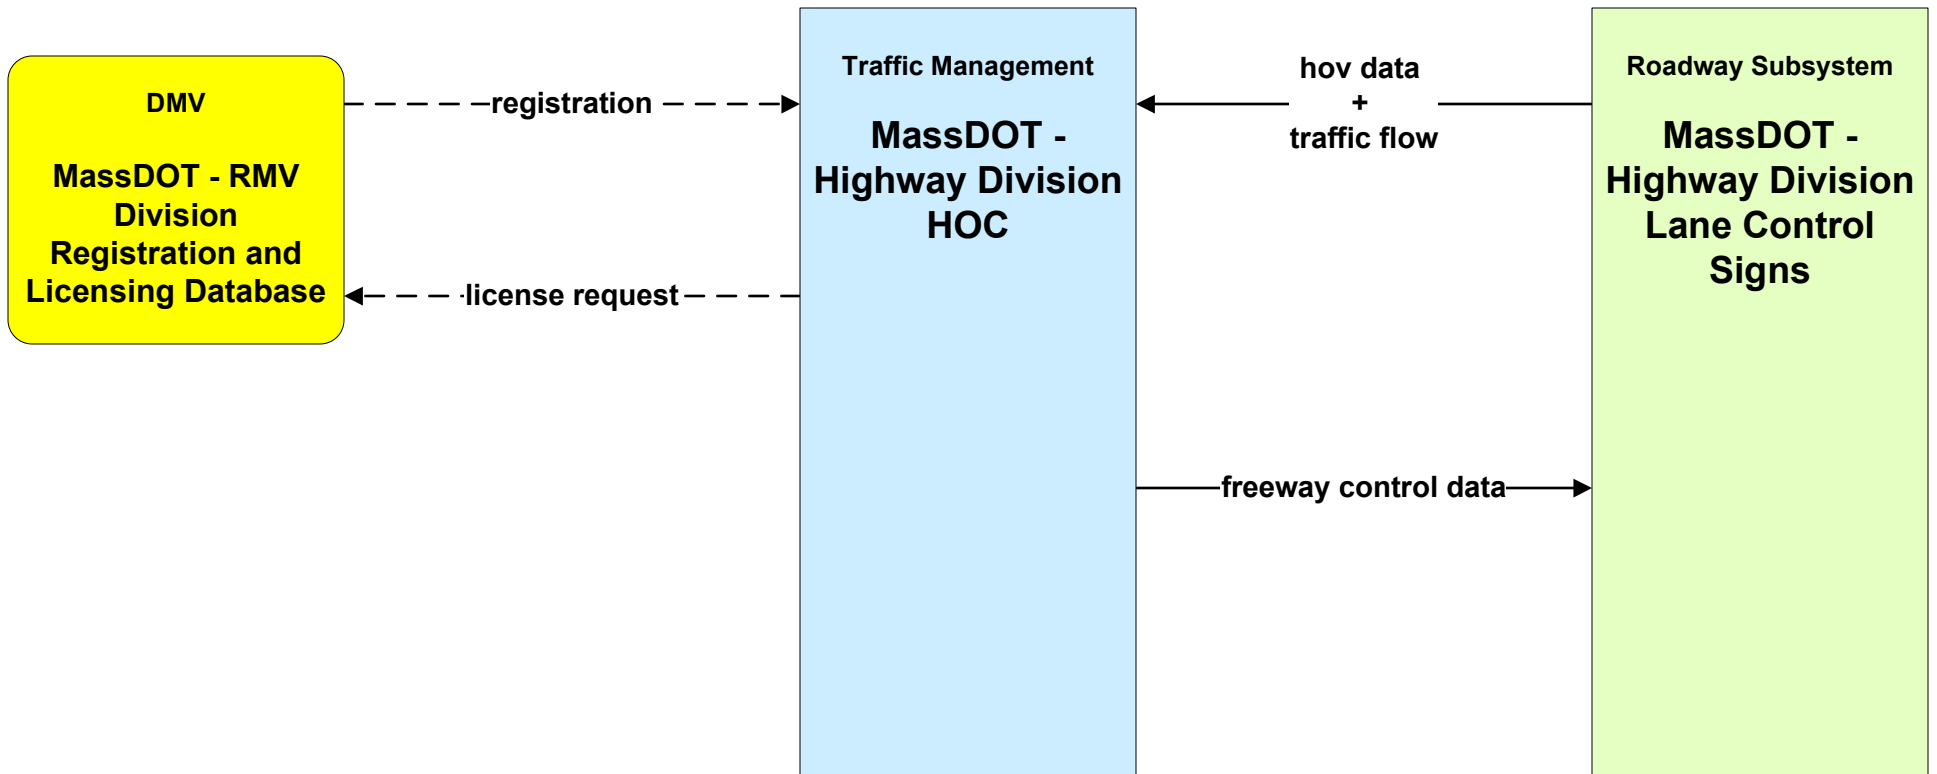 DMV
MassDOT - RMV
Division
Registration and
Licensing Database
registration
license request
Traffic Management
MassDOT -
Highway Division
HOC
hov data
+
traffic flow
freeway control data
Roadway Subsystem
MassDOT -
Highway Division
Lane Control
Signs